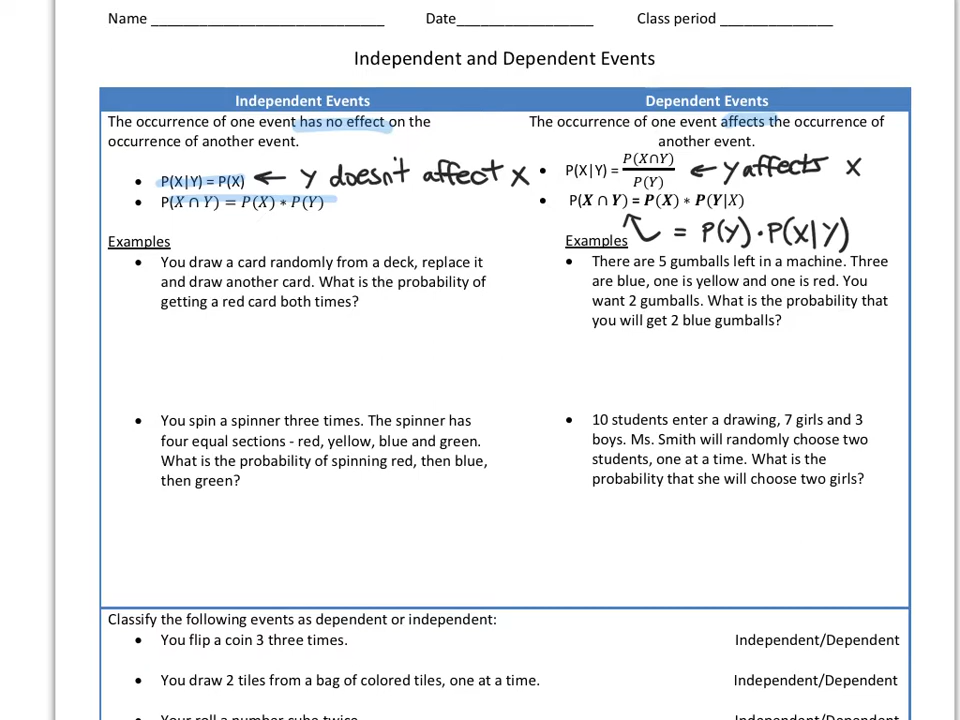 Name ____________________________ Date_________________ Class period ______________
Independent and Dependent Events
Independent Events
The occurrence of one event has no effect on the
occurrence of another event.
• P(X|Y) = P(X) ← Y doesn't affect X
• P(X ∩ Y) = P(X) ∗ P(Y)
Examples
• You draw a card randomly from a deck, replace it
and draw another card. What is the probability of
getting a red card both times?
• You spin a spinner three times. The spinner has
four equal sections - red, yellow, blue and green.
What is the probability of spinning red, then blue,
then green?
Dependent Events
The occurrence of one event affects the occurrence of
another event.
• P(X|Y) = P(X∩Y) / P(Y) ← Y affects X
• P(X ∩ Y) = P(X) ∗ P(Y|X)
= P(Y) · P(X|Y)
Examples
• There are 5 gumballs left in a machine. Three
are blue, one is yellow and one is red. You
want 2 gumballs. What is the probability that
you will get 2 blue gumballs?
• 10 students enter a drawing, 7 girls and 3
boys. Ms. Smith will randomly choose two
students, one at a time. What is the
probability that she will choose two girls?
Classify the following events as dependent or independent:
• You flip a coin 3 three times. Independent/Dependent
• You draw 2 tiles from a bag of colored tiles, one at a time. Independent/Dependent
• Your roll a number cube twice. Independent/Dependent